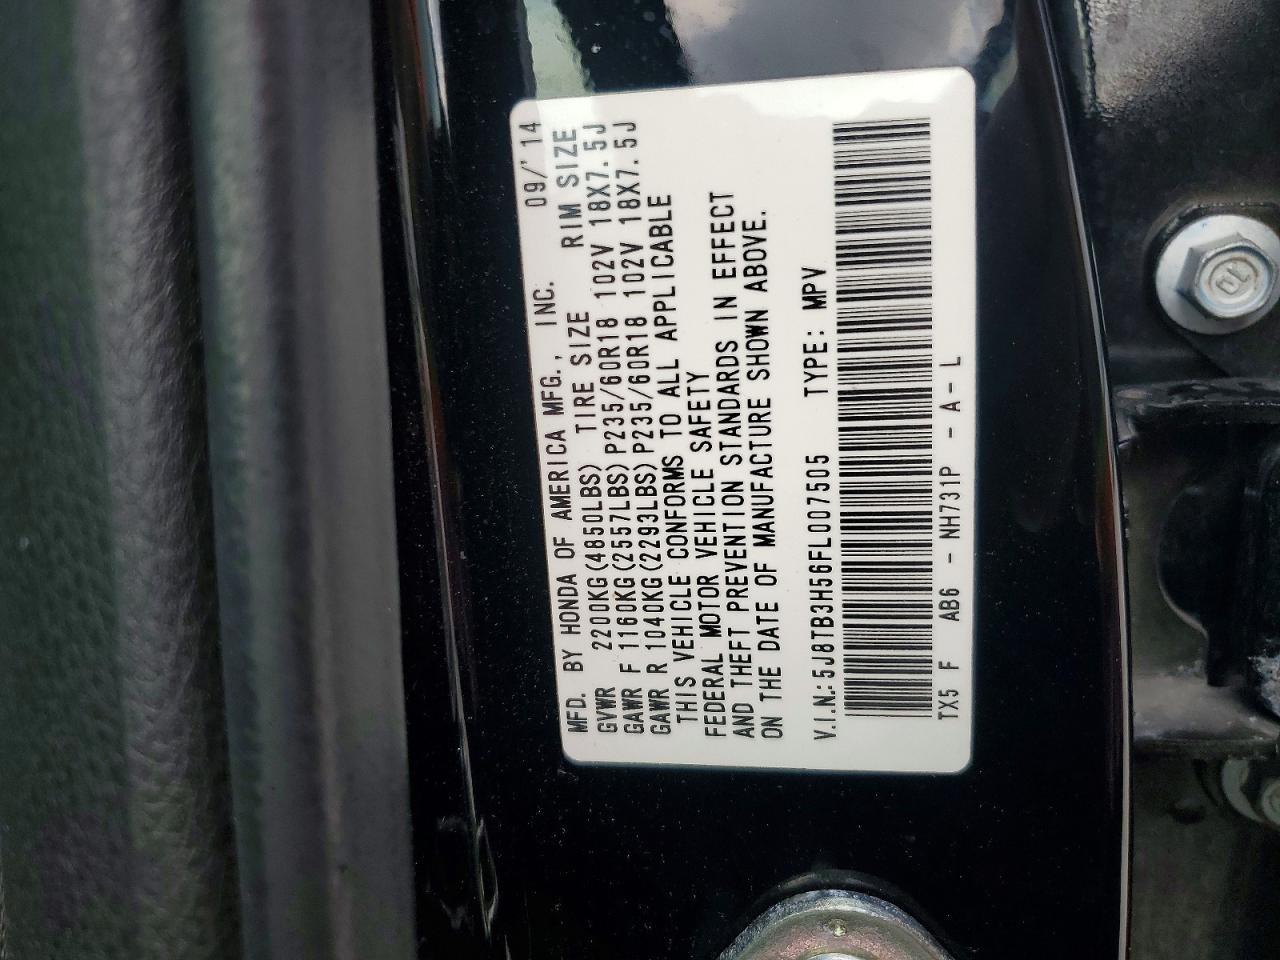 MFD. BY HONDA OF AMERICA MFG., INC. 09/'14
GVWR 2200KG(4850LBS) TIRE SIZE RIM SIZE
GAWR F 1160KG(2557LBS)P235/60R18 102V 18X7.5J
GAWR R 1040KG(2293LBS)P235/60R18 102V 18X7.5J
THIS VEHICLE CONFORMS TO ALL APPLICABLE
FEDERAL MOTOR VEHICLE SAFETY
AND THEFT PREVENTION STANDARDS IN EFFECT
ON THE DATE OF MANUFACTURE SHOWN ABOVE.
V.I.N.:5J8TB3H56FL007505 TYPE: MPV
TX5 F AB6 - NH731P - A - L